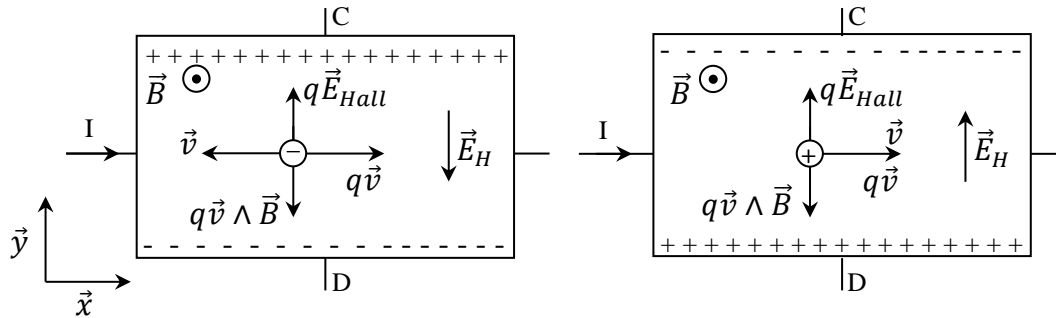 C
+ + + + + + + + + + + + + + + + +
B⃗
qE⃗_Hall
I
v⃗
−
E⃗_H
qv⃗
qv⃗ ∧ B⃗
- - - - - - - - - - - - - - -
D
y⃗
x⃗
C
- - - - - - - - - - - - - - -
B⃗
qE⃗_Hall
I
v⃗
+
E⃗_H
qv⃗
qv⃗ ∧ B⃗
+ + + + + + + + + + + + + + + + +
D